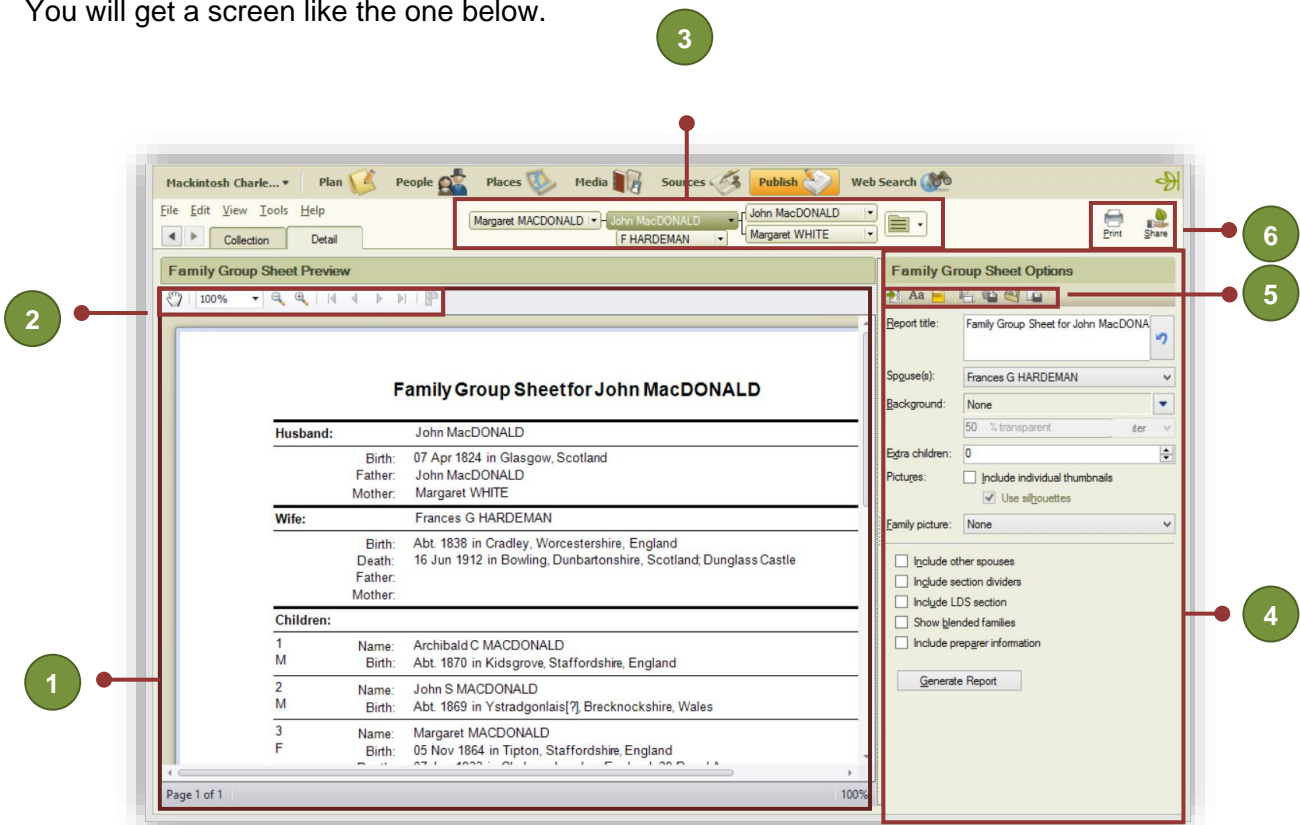 You will get a screen like the one below.
3
Mackintosh Charle... Plan People Places Media Sources Publish Web Search
File Edit View Tools Help
Margaret MACDONALD John MacDONALD John MacDONALD
F HARDEMAN Margaret WHITE
Print Share
6
Collection Detail
Family Group Sheet Preview
Family Group Sheet Options
2
100%
Aa
5
Report title: Family Group Sheet for John MacDONA
Spouse(s): Frances G HARDEMAN
Background: None
50 % transparent
Extra children: 0
Pictures: Include individual thumbnails
Use silhouettes
Family picture: None
Include other spouses
Include section dividers
Include LDS section
Show blended families
Include preparer information
Generate Report
4
Family Group Sheet for John MacDONALD
Husband: John MacDONALD
Birth: 07 Apr 1824 in Glasgow, Scotland
Father: John MacDONALD
Mother: Margaret WHITE
Wife: Frances G HARDEMAN
Birth: Abt. 1838 in Cradley, Worcestershire, England
Death: 16 Jun 1912 in Bowling, Dunbartonshire, Scotland; Dunglass Castle
Father:
Mother:
Children:
1 Name: Archibald C MACDONALD
M Birth: Abt. 1870 in Kidsgrove, Staffordshire, England
2 Name: John S MACDONALD
M Birth: Abt. 1869 in Ystradgonlais[?], Brecknockshire, Wales
3 Name: Margaret MACDONALD
F Birth: 05 Nov 1864 in Tipton, Staffordshire, England
1
Page 1 of 1 100%